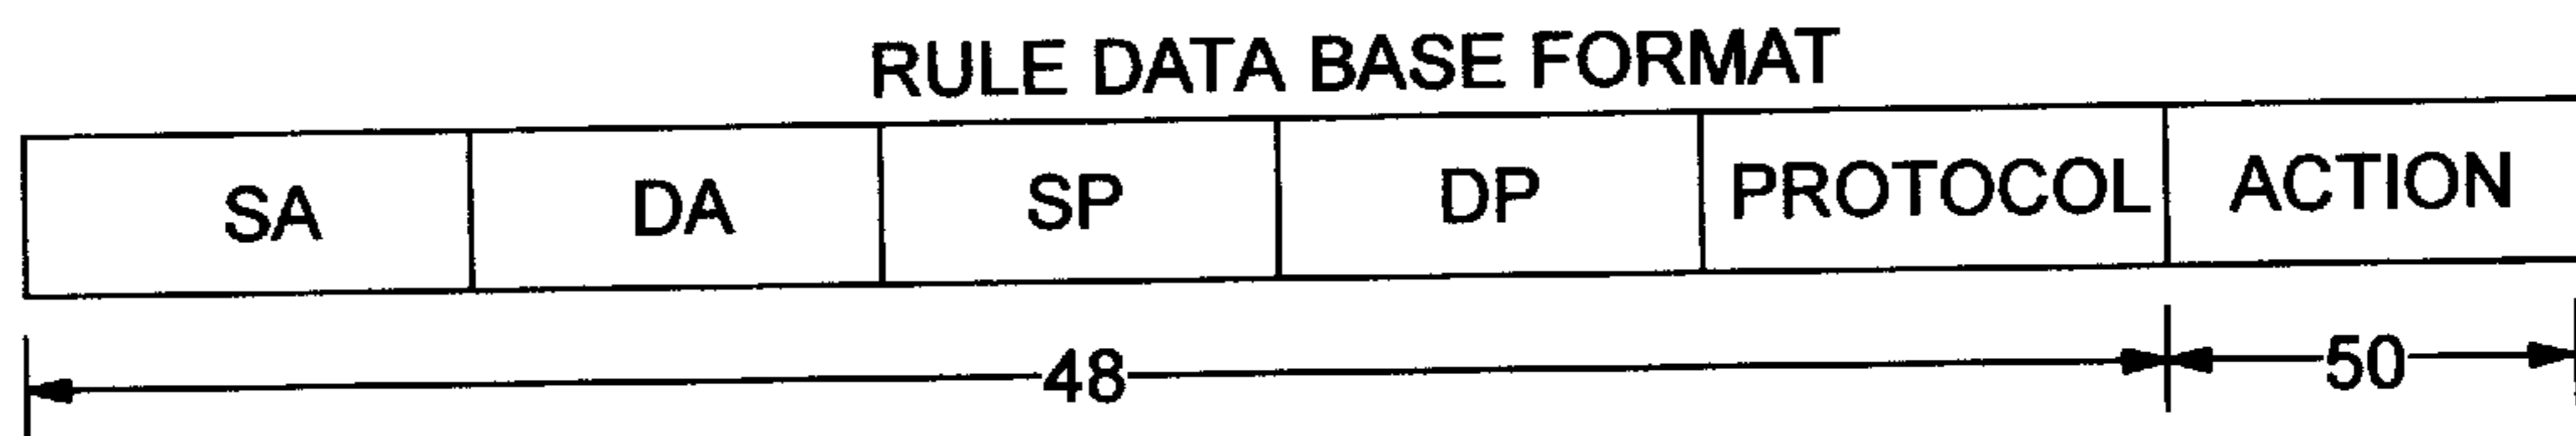 RULE DATA BASE FORMAT
SA DA SP DP PROTOCOL ACTION
48 50